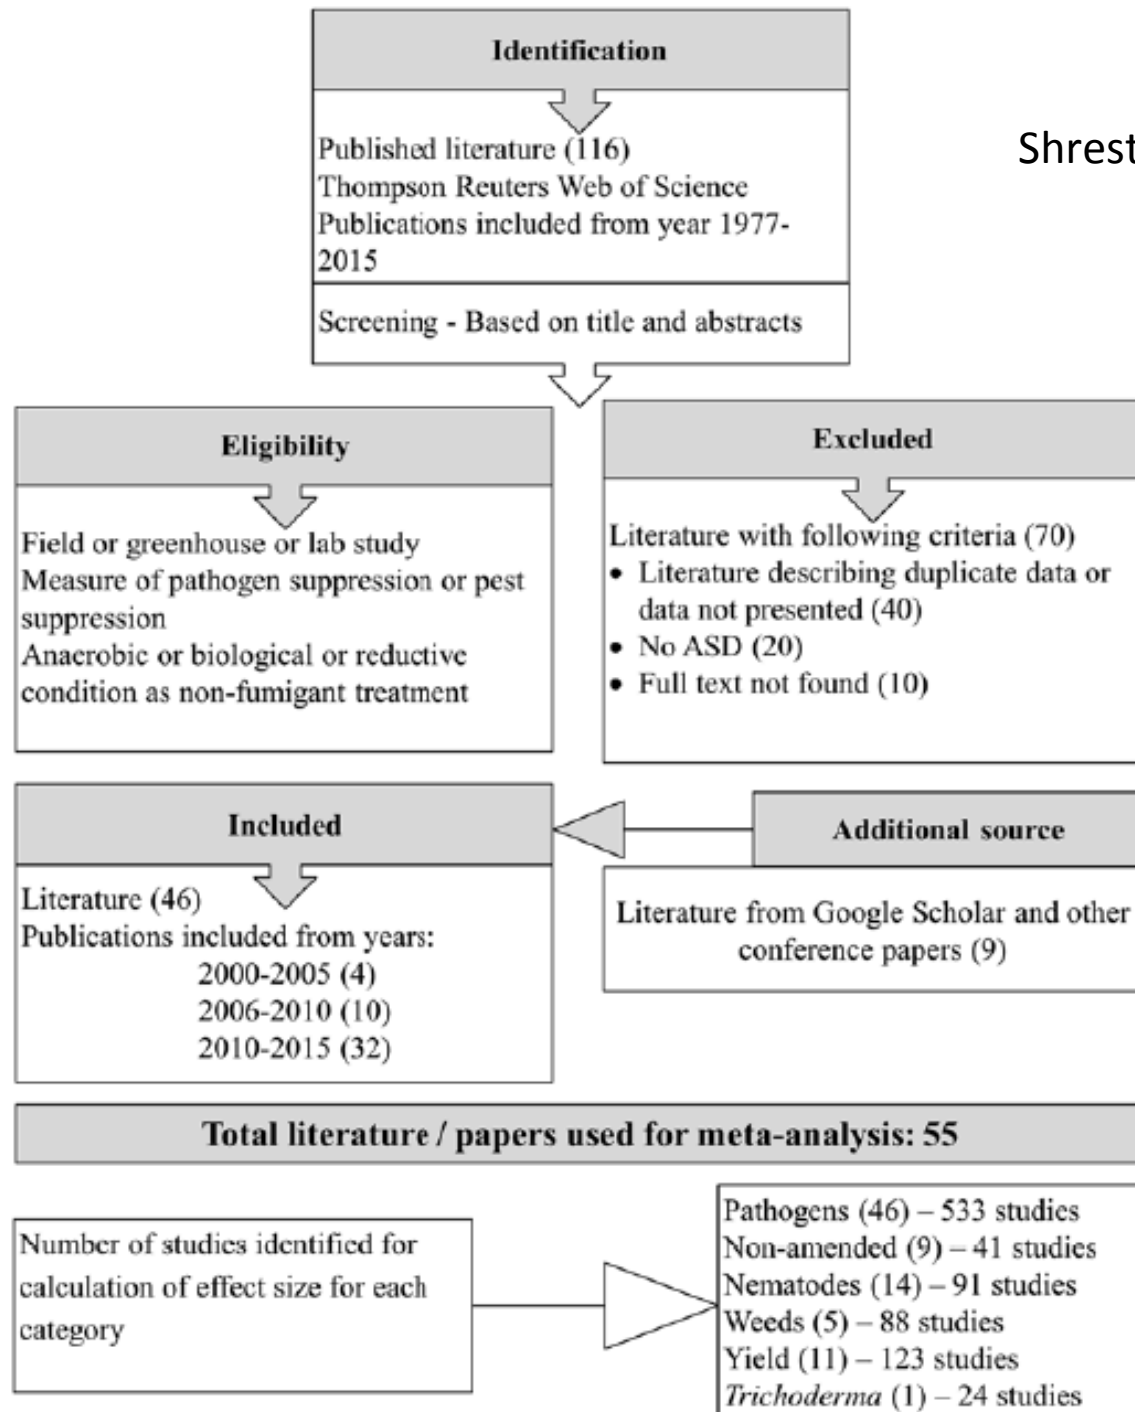 Identification
Shrest
Published literature (116)
Thompson Reuters Web of Science
Publications included from year 1977-
2015
Screening - Based on title and abstracts
Eligibility
Field or greenhouse or lab study
Measure of pathogen suppression or pest
suppression
Anaerobic or biological or reductive
condition as non-fumigant treatment
Excluded
Literature with following criteria (70)
• Literature describing duplicate data or
data not presented (40)
• No ASD (20)
• Full text not found (10)
Included
Literature (46)
Publications included from years:
2000-2005 (4)
2006-2010 (10)
2010-2015 (32)
Additional source
Literature from Google Scholar and other
conference papers (9)
Total literature / papers used for meta-analysis: 55
Number of studies identified for
calculation of effect size for each
category
Pathogens (46) – 533 studies
Non-amended (9) – 41 studies
Nematodes (14) – 91 studies
Weeds (5) – 88 studies
Yield (11) – 123 studies
Trichoderma (1) – 24 studies